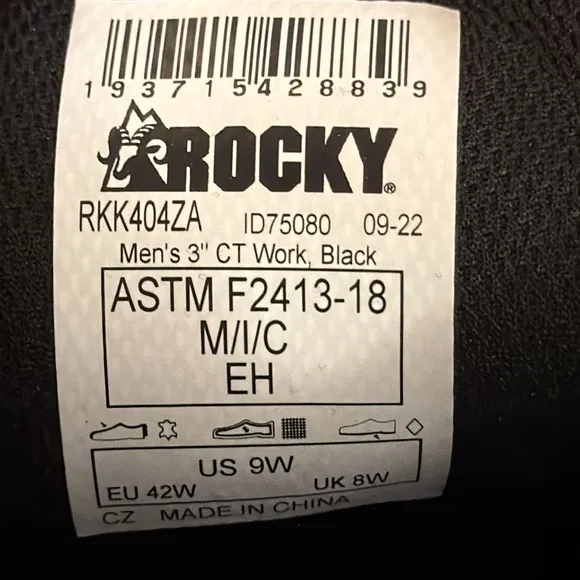 193715428839
ROCKY®
RKK404ZA ID75080 09-22
Men's 3" CT Work, Black
ASTM F2413-18
M/I/C
EH
US 9W
EU 42W UK 8W
CZ MADE IN CHINA